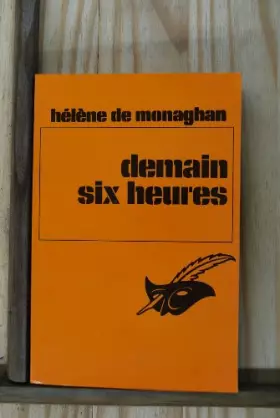 hélène de monaghan
demain
six heures